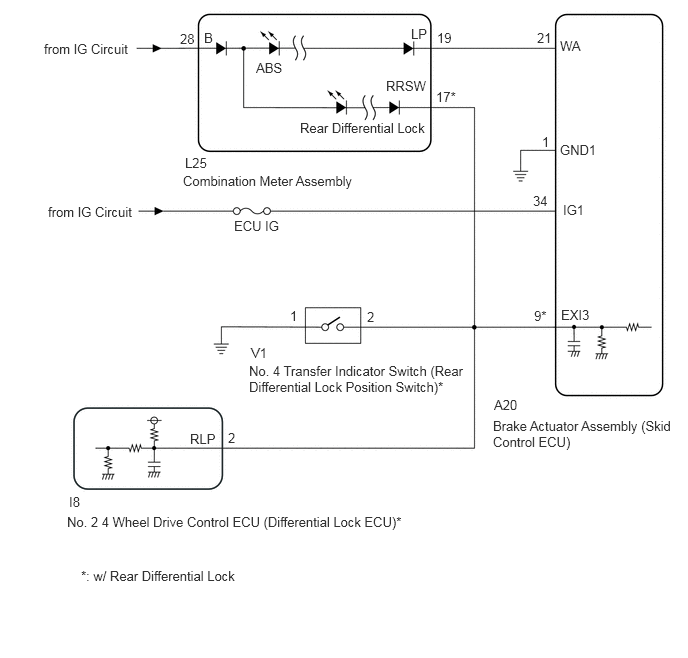 from IG Circuit
28
B
ABS
LP
19
21
WA
RRSW
17*
Rear Differential Lock
L25
Combination Meter Assembly
1
GND1
from IG Circuit
ECU IG
34
IG1
1
2
9*
EXI3
V1
No. 4 Transfer Indicator Switch (Rear
Differential Lock Position Switch)*
A20
Brake Actuator Assembly (Skid
Control ECU)
RLP
2
I8
No. 2 4 Wheel Drive Control ECU (Differential Lock ECU)*
*: w/ Rear Differential Lock